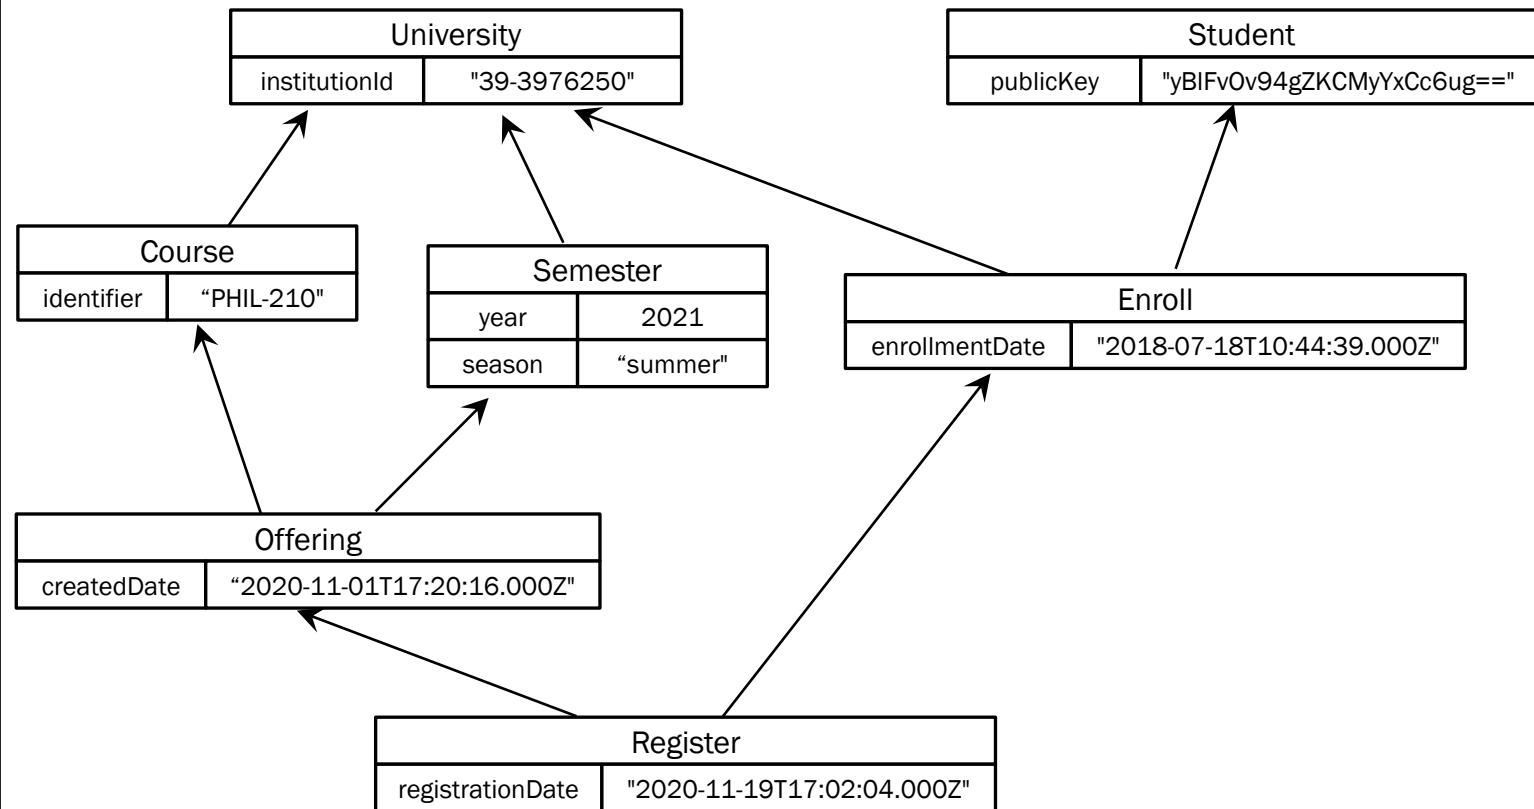 University
institutionId "39-3976250"
Student
publicKey "yBIFvOv94gZKCMyYxCc6ug=="
Course
identifier “PHIL-210"
Semester
year 2021
season “summer"
Enroll
enrollmentDate "2018-07-18T10:44:39.000Z"
Offering
createdDate “2020-11-01T17:20:16.000Z"
Register
registrationDate "2020-11-19T17:02:04.000Z"